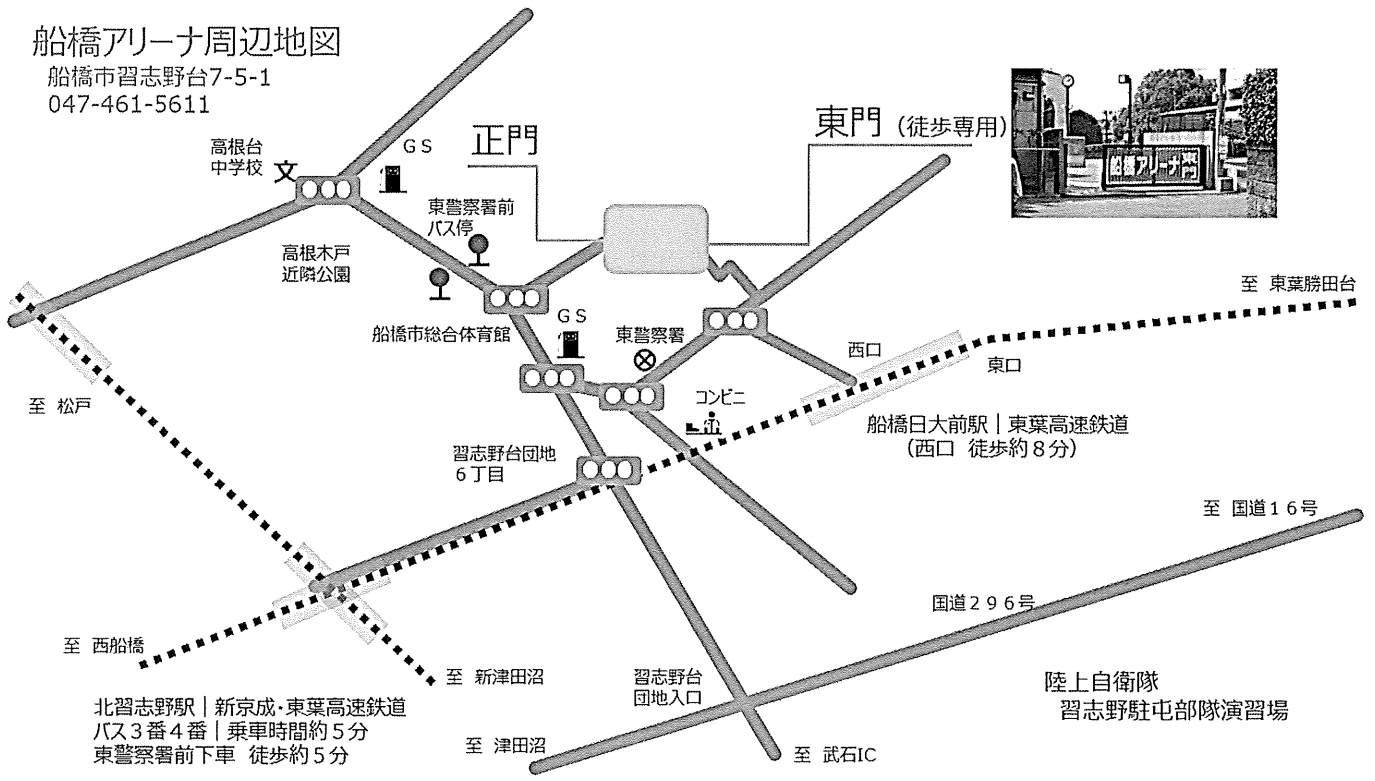 船橋アリーナ周辺地図
船橋市習志野台7-5-1
047-461-5611
高根台
中学校
文
GS
正門
東門（徒歩専用）
船橋アリーナ東門
東警察署前
バス停
高根木戸
近隣公園
船橋市総合体育館
GS
東警察署
至 東葉勝田台
西口
東口
コンビニ
船橋日大前駅｜東葉高速鉄道
（西口 徒歩約８分）
至 松戸
習志野台団地
６丁目
至 国道１６号
国道２９６号
至 西船橋
至 新津田沼
習志野台
団地入口
陸上自衛隊
習志野駐屯部隊演習場
北習志野駅｜新京成・東葉高速鉄道
バス３番４番｜乗車時間約５分
東警察署前下車 徒歩約５分
至 津田沼
至 武石IC